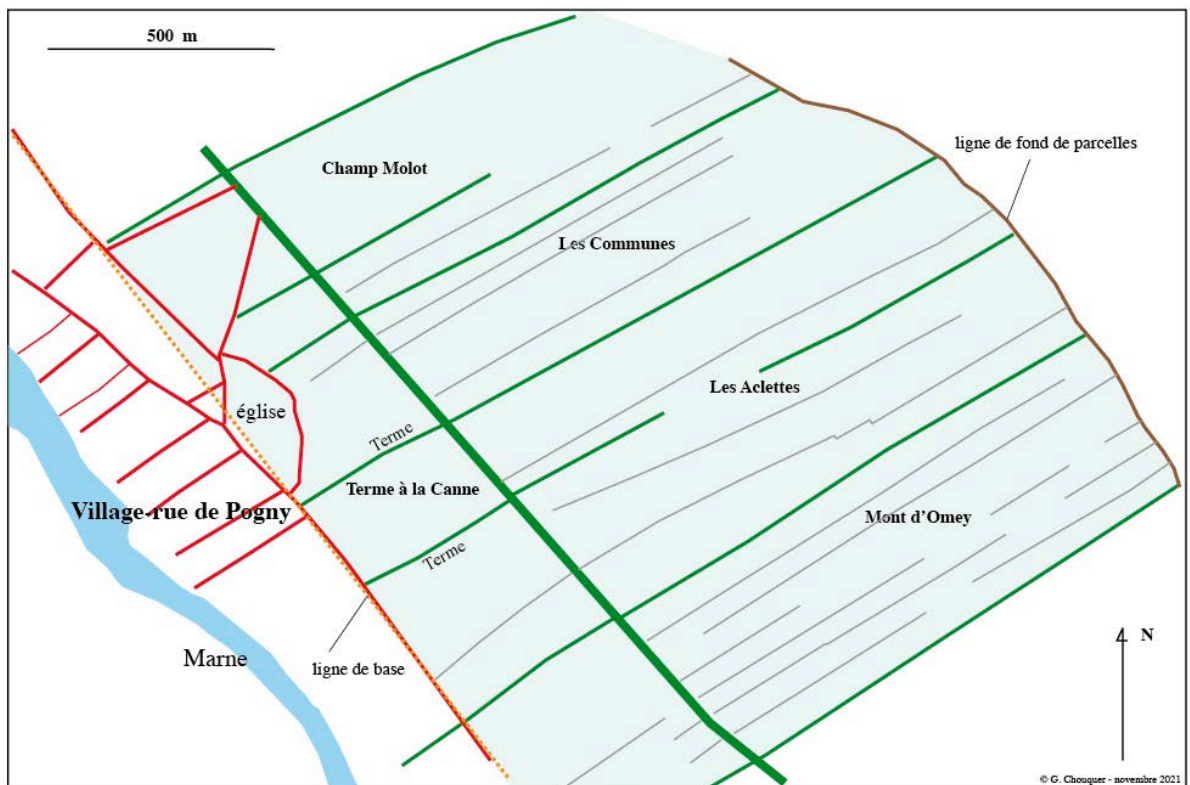 500 m
ligne de fond de parcelles
Champ Molot
Les Communes
Les Aclettes
église
Terme
Terme à la Canne
Village-rue de Pogny
Mont d'Omey
Terme
Marne
ligne de base
N
© G. Chouquer - novembre 2021